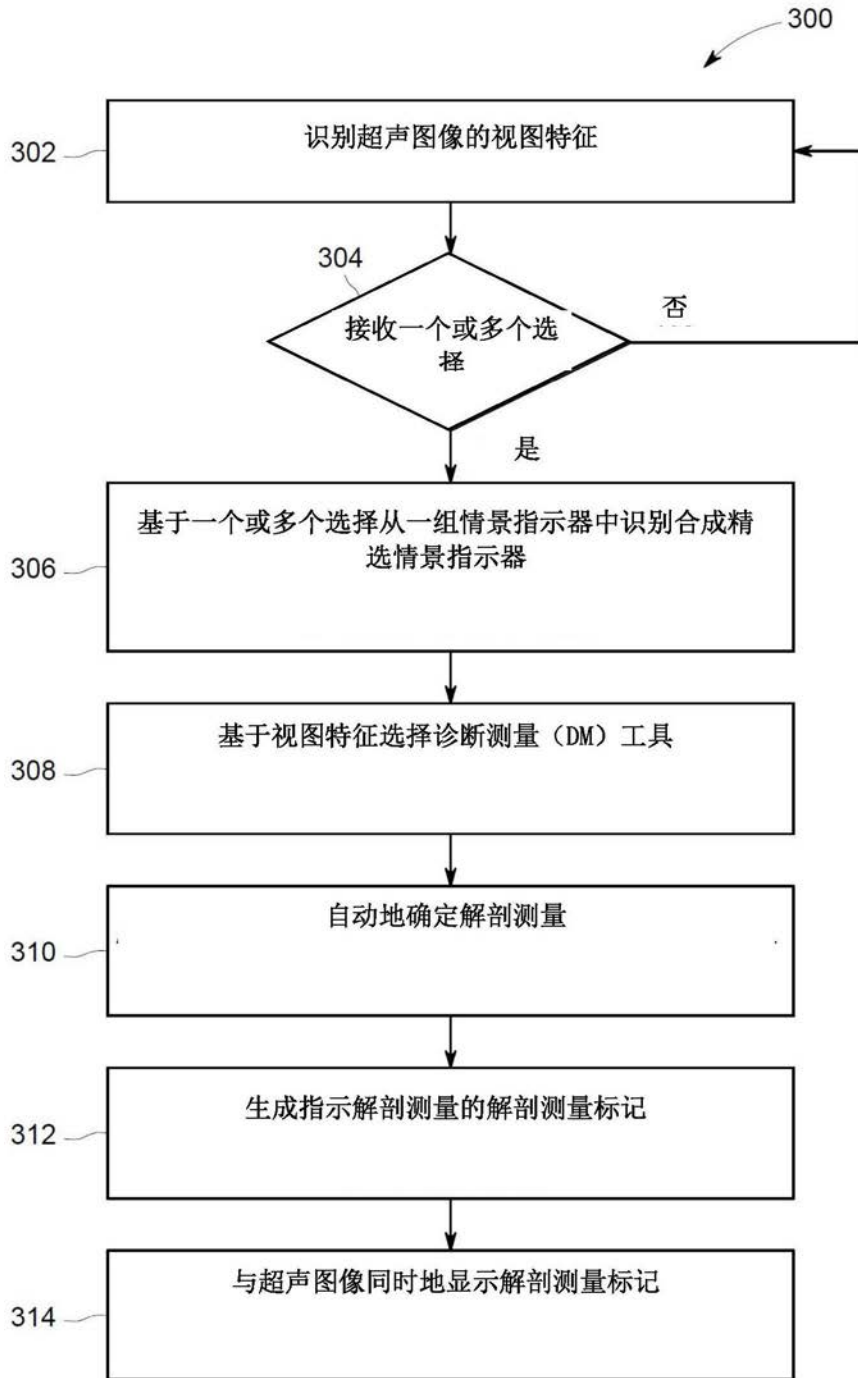 300
302
识别超声图像的视图特征
304
接收一个或多个选
择
否
是
306
基于一个或多个选择从一组情景指示器中识别合成精
选情景指示器
308
基于视图特征选择诊断测量（DM）工具
310
自动地确定解剖测量
312
生成指示解剖测量的解剖测量标记
314
与超声图像同时地显示解剖测量标记